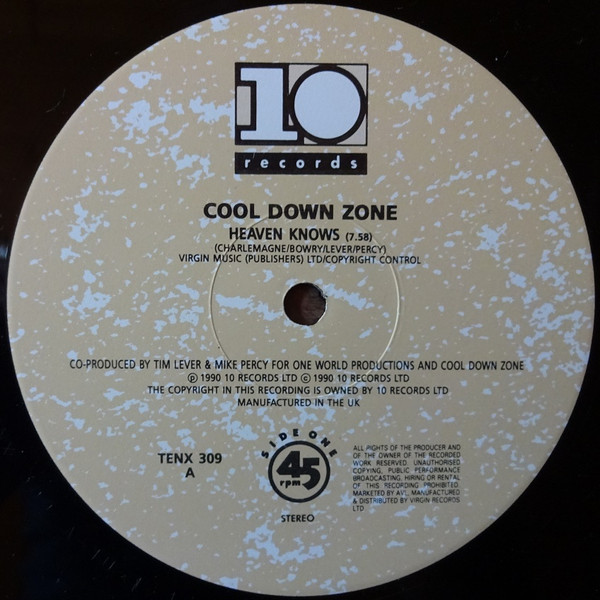 10
records
COOL DOWN ZONE
HEAVEN KNOWS (7.58)
(CHARLEMAGNE/BOWRY/LEVER/PERCY)
VIRGIN MUSIC (PUBLISHERS) LTD/COPYRIGHT CONTROL
CO-PRODUCED BY TIM LEVER & MIKE PERCY FOR ONE WORLD PRODUCTIONS AND COOL DOWN ZONE
℗ 1990 10 RECORDS LTD © 1990 10 RECORDS LTD
THE COPYRIGHT IN THIS RECORDING IS OWNED BY 10 RECORDS LTD
MANUFACTURED IN THE UK
TENX 309
A
SIDE ONE
45
rpm
STEREO
ALL RIGHTS OF THE PRODUCER AND
OF THE OWNER OF THE RECORDED
WORK RESERVED. UNAUTHORISED
COPYING, PUBLIC PERFORMANCE
BROADCASTING, HIRING OR RENTAL
OF THIS RECORDING PROHIBITED.
MARKETED BY AVL, MANUFACTURED
& DISTRIBUTED BY VIRGIN RECORDS
LTD